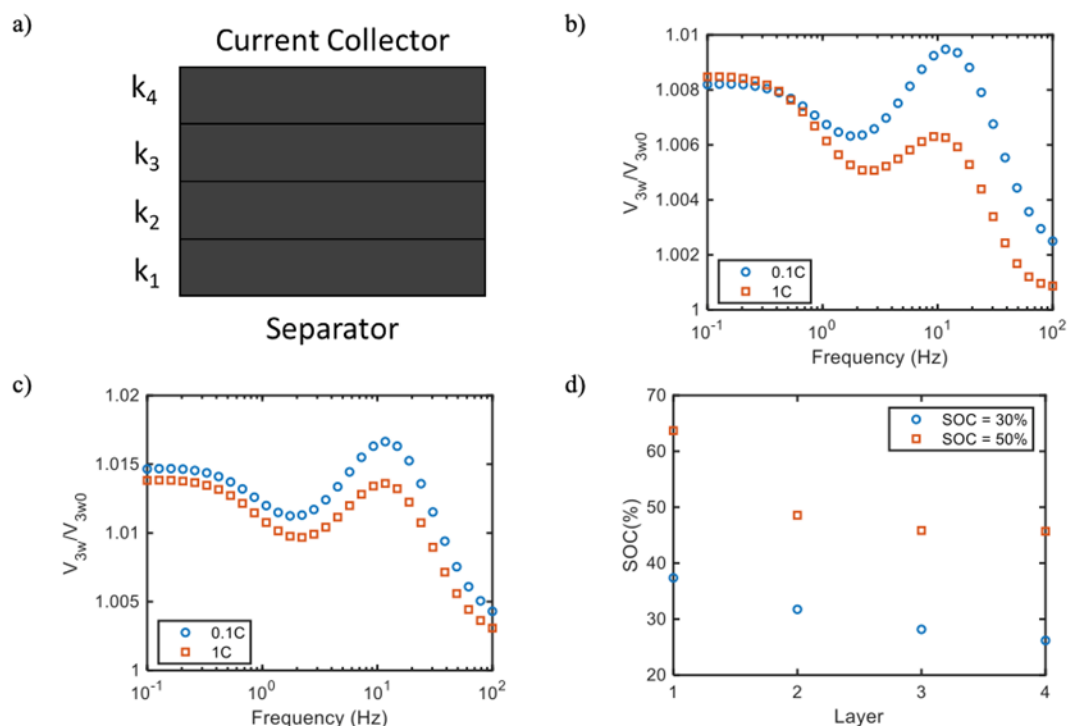 a)
Current Collector
k4
k3
k2
k1
Separator
b)
1.01
1.008
1.006
1.004
1.002
1
V3w/V3w0
0.1C
1C
10-1
100
101
102
Frequency (Hz)
c)
1.02
1.015
1.01
1.005
1
V3w/V3w0
0.1C
1C
10-1
100
101
102
Frequency (Hz)
d)
70
60
50
40
30
20
SOC(%)
SOC = 30%
SOC = 50%
1
2
3
4
Layer